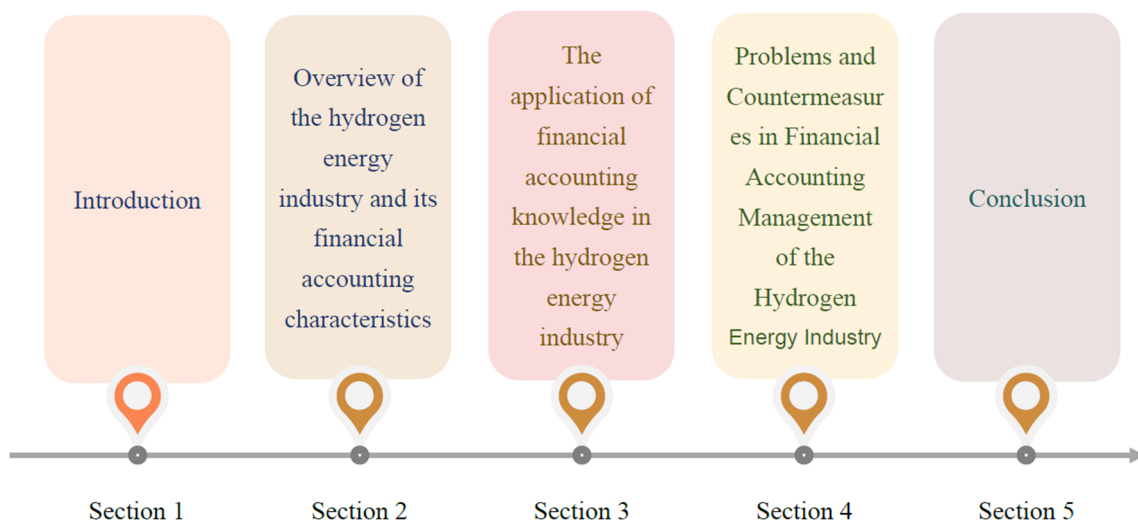 Introduction
Overview of
the hydrogen
energy
industry and its
financial
accounting
characteristics
The
application of
financial
accounting
knowledge in
the hydrogen
energy
industry
Problems and
Countermeasur
es in Financial
Accounting
Management
of the
Hydrogen
Energy Industry
Conclusion
Section 1
Section 2
Section 3
Section 4
Section 5